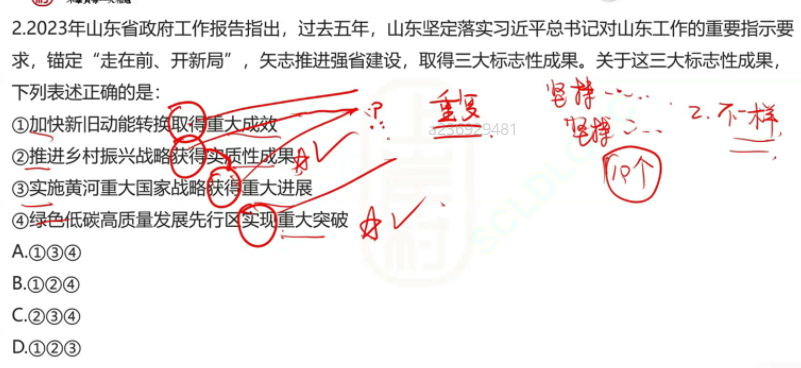 2.2023年山东省政府工作报告指出，过去五年，山东坚定落实习近平总书记对山东工作的重要指示要
求，锚定“走在前、开新局”，矢志推进强省建设，取得三大标志性成果。关于这三大标志性成果，
下列表述正确的是：
坚持
重复
2.不一样
①加快新旧动能转换取得重大成效
a236929481
坚持二
②推进乡村振兴战略获得实质性成果
10个
③实施黄河重大国家战略获得重大进展
④绿色低碳高质量发展先行区实现重大突破
SCLDLG
A.①③④
B.①②④
C.②③④
D.①②③